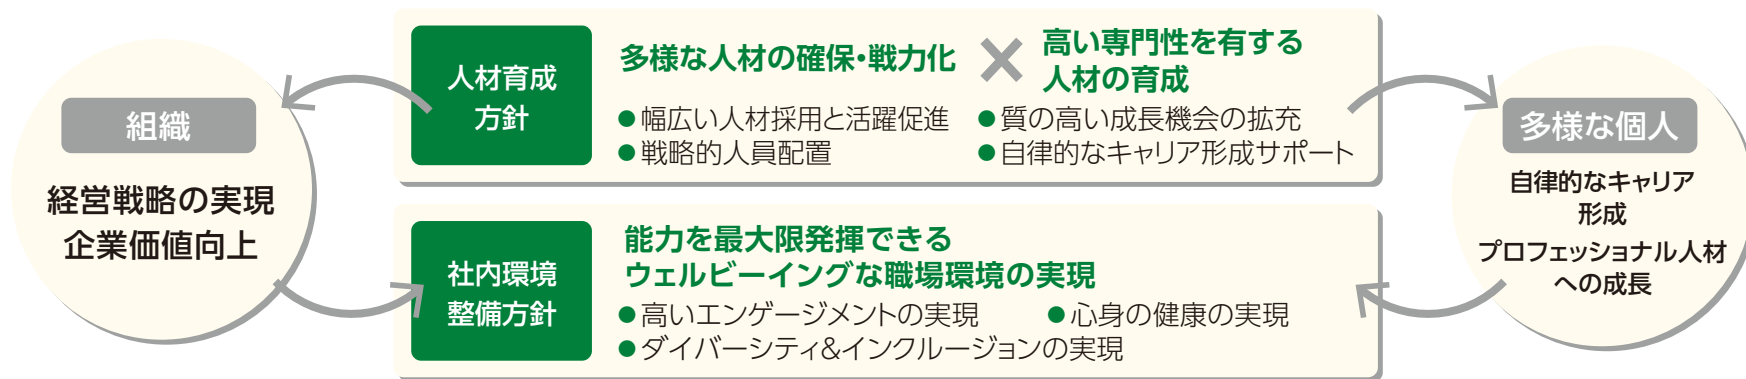 組織
経営戦略の実現
企業価値向上
人材育成
方針
多様な人材の確保・戦力化
×
高い専門性を有する
人材の育成
●幅広い人材採用と活躍促進
●戦略的人員配置
●質の高い成長機会の拡充
●自律的なキャリア形成サポート
社内環境
整備方針
能力を最大限発揮できる
ウェルビーイングな職場環境の実現
●高いエンゲージメントの実現
●心身の健康の実現
●ダイバーシティ&インクルージョンの実現
多様な個人
自律的なキャリア
形成
プロフェッショナル人材
への成長